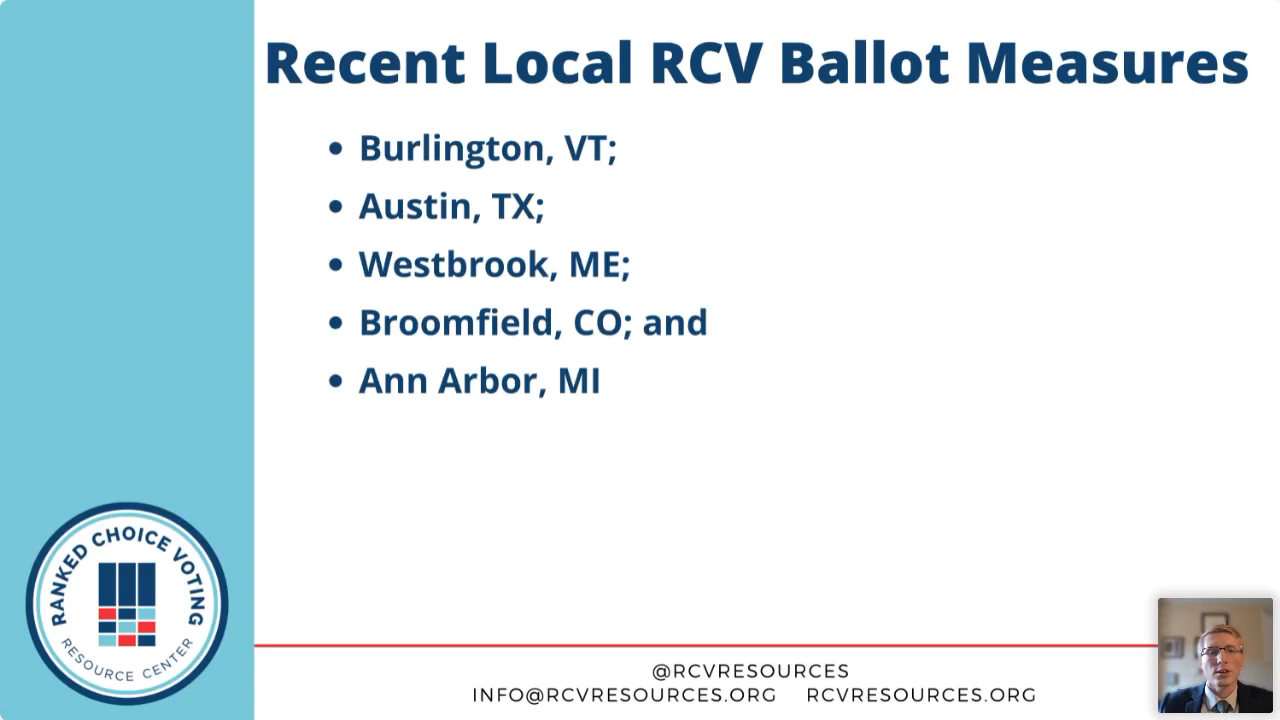 Recent Local RCV Ballot Measures
• Burlington, VT;
• Austin, TX;
• Westbrook, ME;
• Broomfield, CO; and
• Ann Arbor, MI
RANKED CHOICE VOTING
RESOURCE CENTER
@RCVRESOURCES
INFO@RCVRESOURCES.ORG RCVRESOURCES.ORG